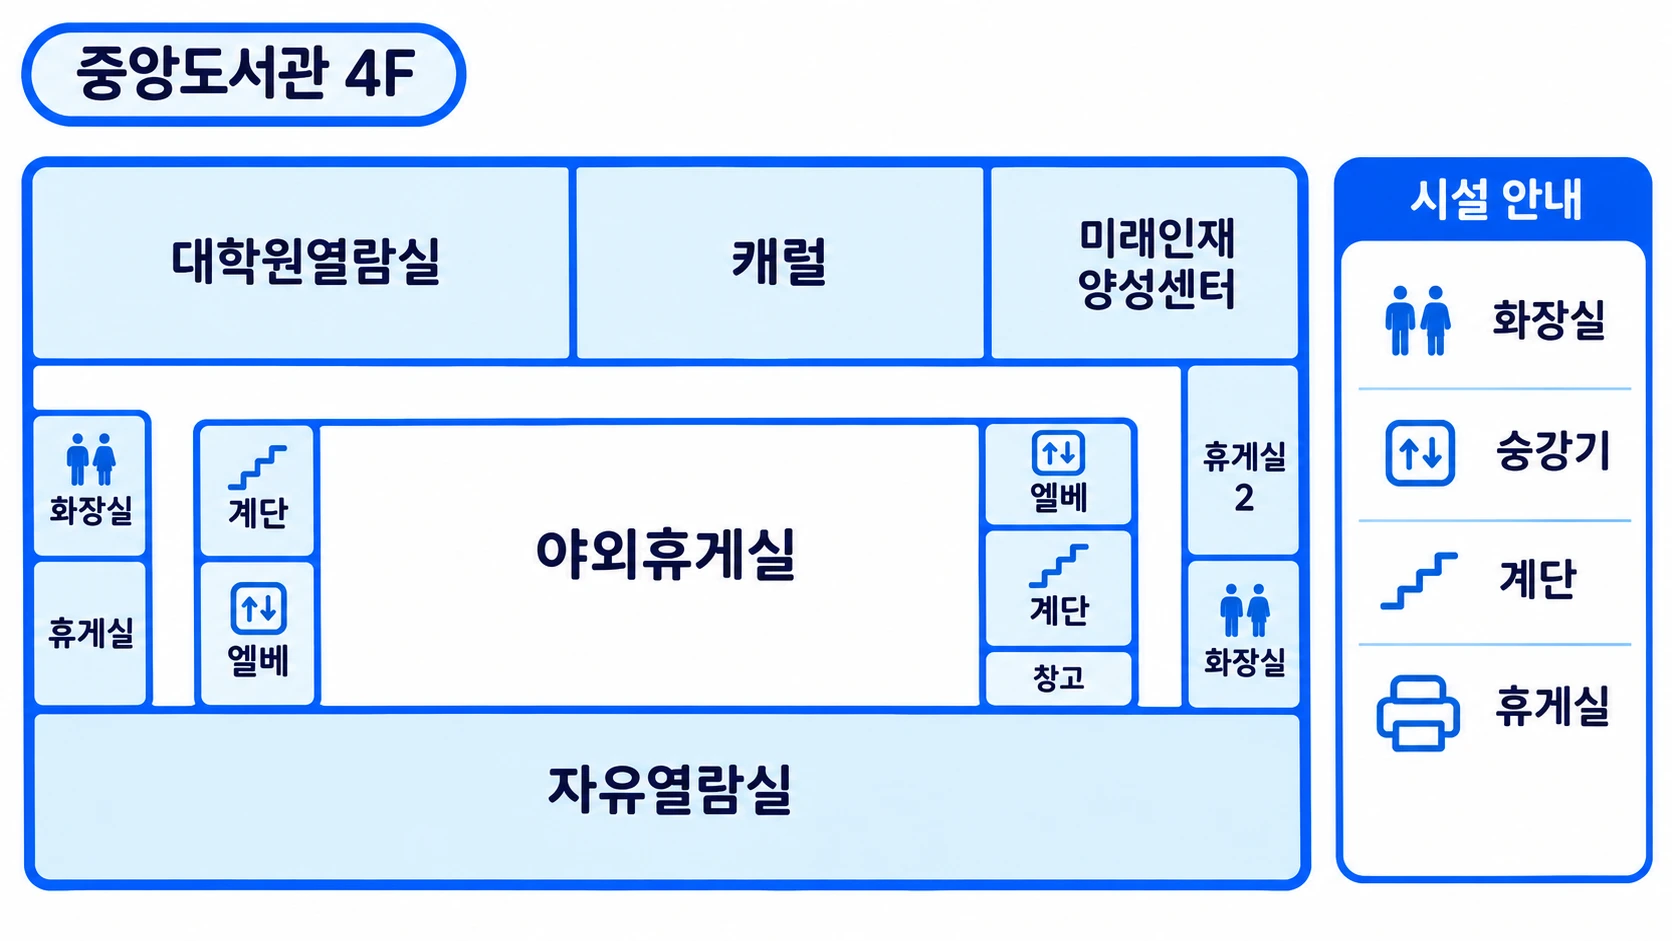 중앙도서관 4F
대학원열람실
캐럴
미래인재
양성센터
화장실
계단
엘베
휴게실
야외휴게실
엘베
계단
창고
휴게실
2
화장실
자유열람실
시설 안내
화장실
숭강기
계단
휴게실